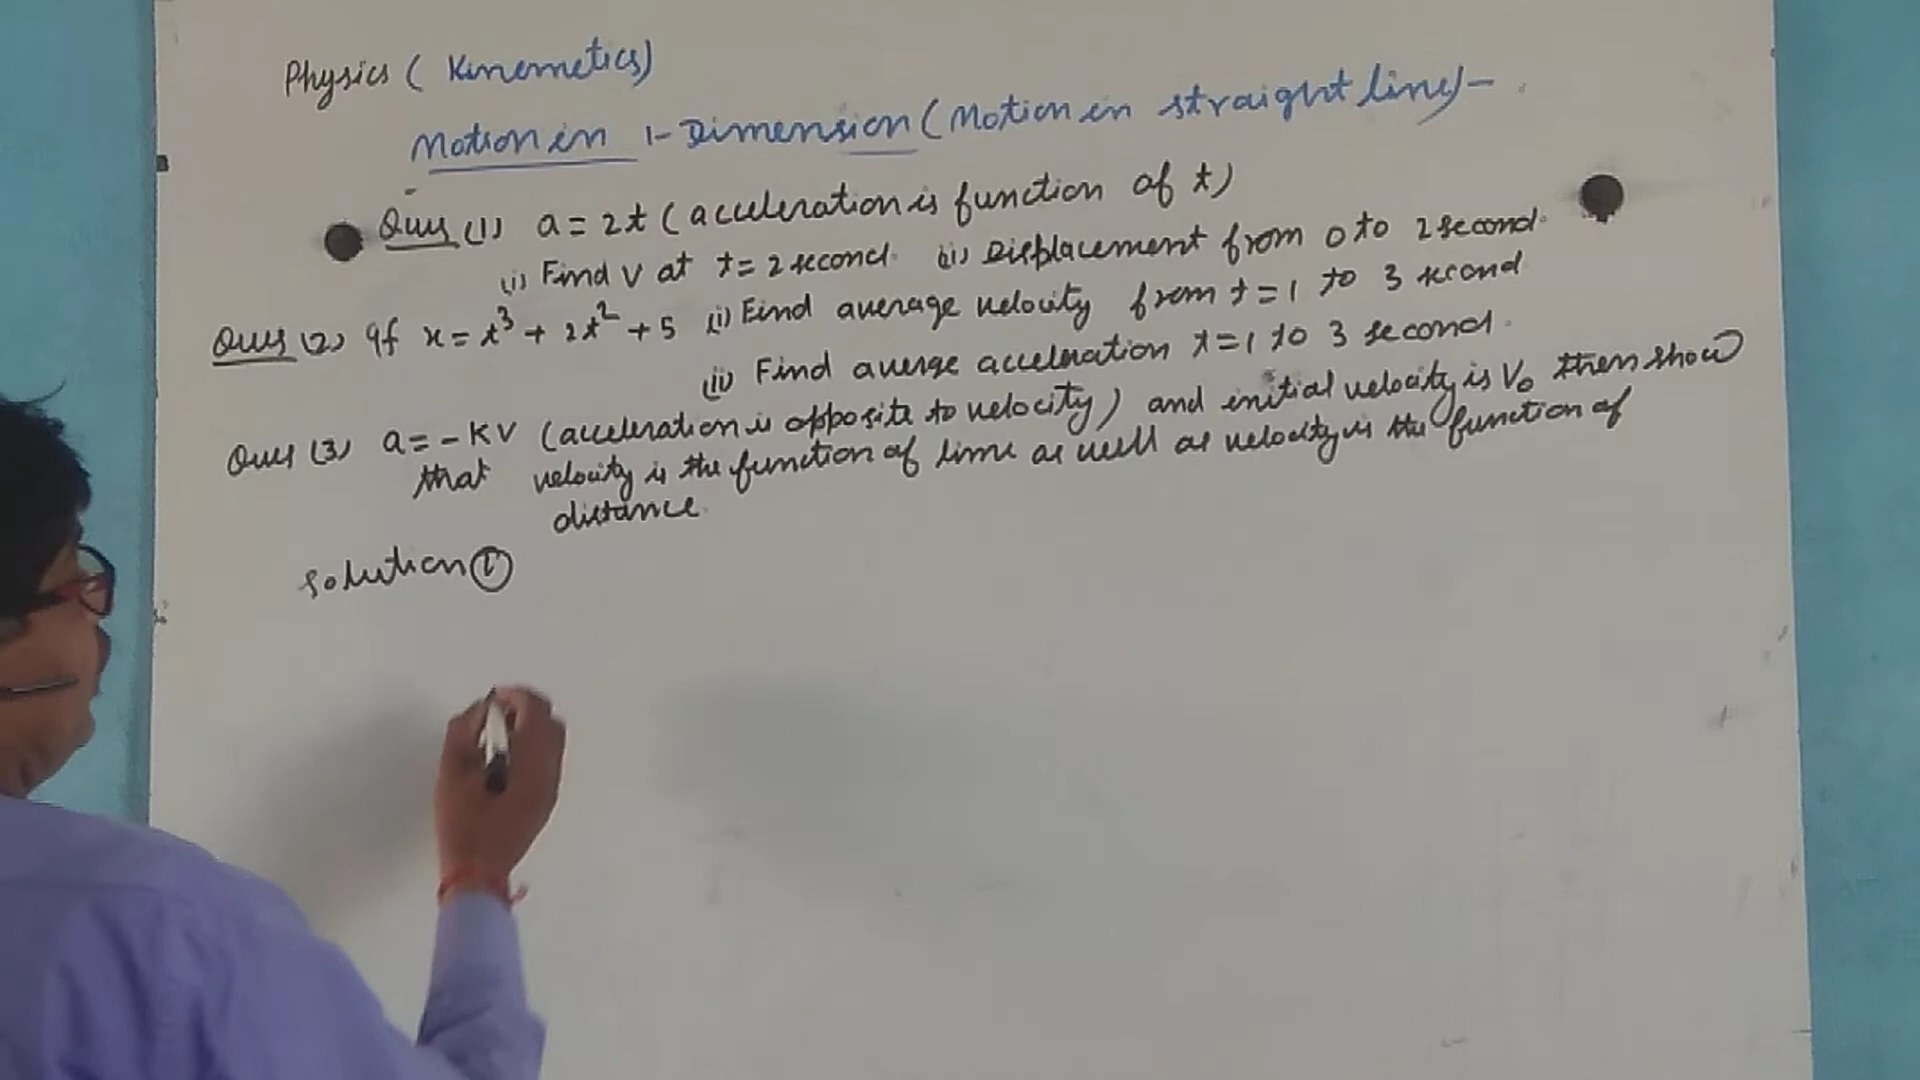 Physics ( Kinemetics)
Motion in 1-Dimension (Motion in straight line)-
Ques (1) a = 2t (acceleration is function of t)
(i) Find V at t = 2 second. (ii) Displacement from 0 to 2 second.
Ques (2) If x = t³ + 2t² + 5 (i) Find average velocity from t = 1 to 3 second
(ii) Find averge acceleration t = 1 to 3 second.
Ques (3) a = - KV (acceleration is opposite to velocity) and initial velocity is V₀ then show
that velocity is the function of time as well as velocity is the function of
distance.
Solution ①